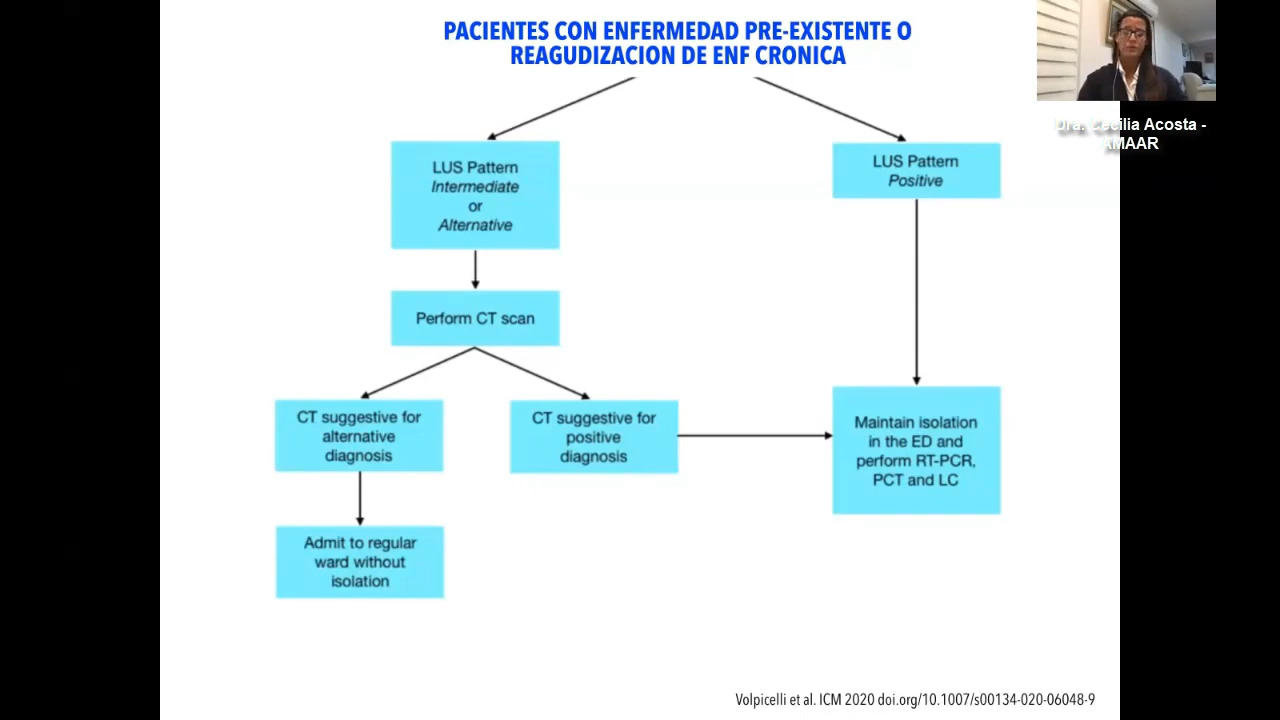 PACIENTES CON ENFERMEDAD PRE-EXISTENTE O
REAGUDIZACION DE ENF CRONICA
Dra. Cecilia Acosta -
AMAAR
LUS Pattern
Intermediate
or
Alternative
LUS Pattern
Positive
Perform CT scan
CT suggestive for
alternative
diagnosis
CT suggestive for
positive
diagnosis
Maintain isolation
in the ED and
perform RT-PCR,
PCT and LC
Admit to regular
ward without
isolation
Volpicelli et al. ICM 2020 doi.org/10.1007/s00134-020-06048-9